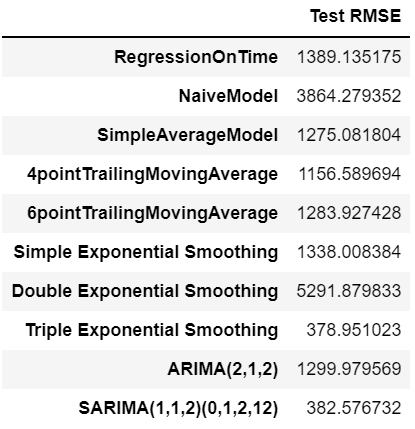 Test RMSE
RegressionOnTime 1389.135175
NaiveModel 3864.279352
SimpleAverageModel 1275.081804
4pointTrailingMovingAverage 1156.589694
6pointTrailingMovingAverage 1283.927428
Simple Exponential Smoothing 1338.008384
Double Exponential Smoothing 5291.879833
Triple Exponential Smoothing 378.951023
ARIMA(2,1,2) 1299.979569
SARIMA(1,1,2)(0,1,2,12) 382.576732